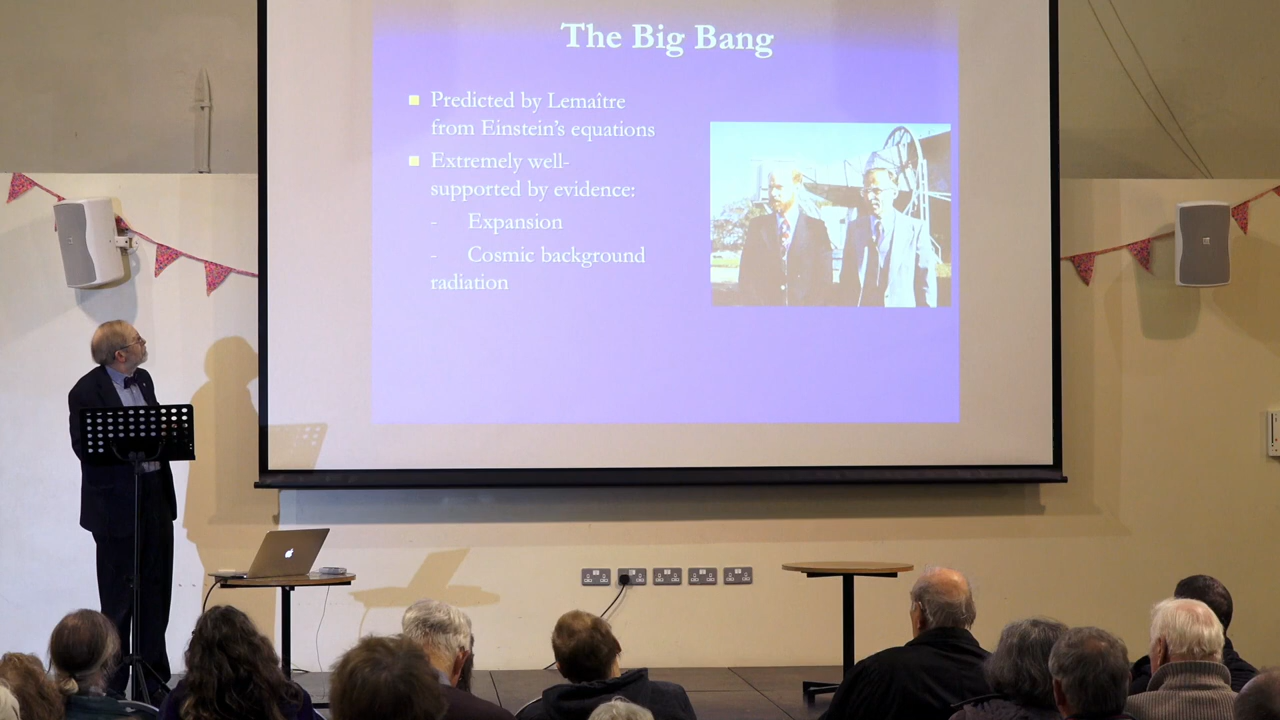 The Big Bang
Predicted by Lemaître
from Einstein's equations
Extremely well-
supported by evidence:
- Expansion
- Cosmic background
radiation